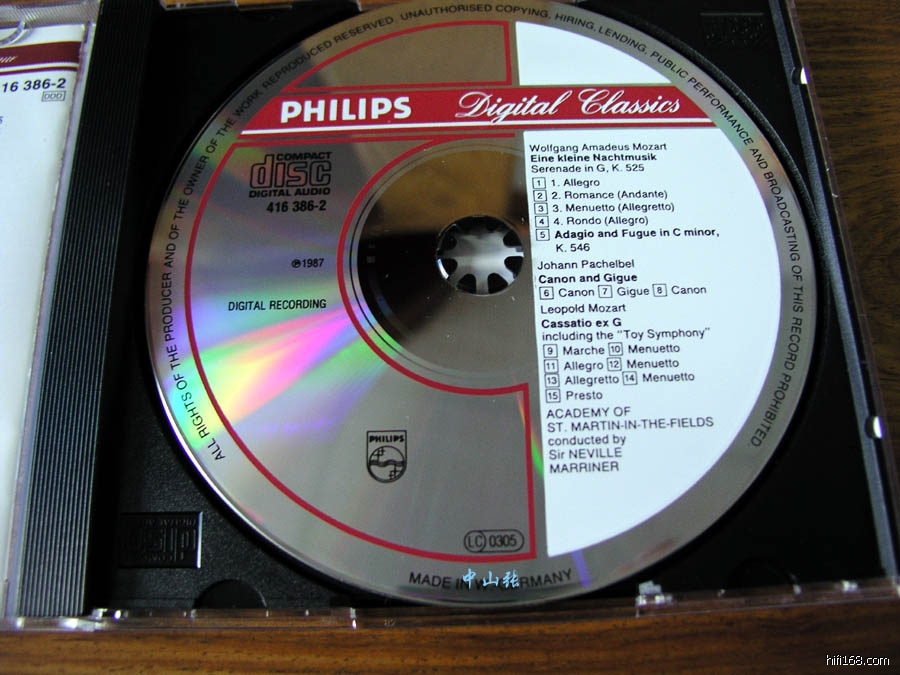 16 386-2
DDD
ALL RIGHTS OF THE PRODUCER AND OF THE OWNER OF THE WORK REPRODUCED RESERVED. UNAUTHORISED COPYING, HIRING, LENDING, PUBLIC PERFORMANCE AND BROADCASTING OF THIS RECORD PROHIBITED.
PHILIPS Digital Classics
COMPACT
disc
DIGITAL AUDIO
416 386-2
℗1987
DIGITAL RECORDING
PHILIPS
LC 0305
Wolfgang Amadeus Mozart
Eine kleine Nachtmusik
Serenade in G, K. 525
1 1. Allegro
2 2. Romance (Andante)
3 3. Menuetto (Allegretto)
4 4. Rondo (Allegro)
5 Adagio and Fugue in C minor,
K. 546
Johann Pachelbel
Canon and Gigue
6 Canon 7 Gigue 8 Canon
Leopold Mozart
Cassatio ex G
including the "Toy Symphony"
9 Marche 10 Menuetto
11 Allegro 12 Menuetto
13 Allegretto 14 Menuetto
15 Presto
ACADEMY OF
ST. MARTIN-IN-THE-FIELDS
conducted by
Sir NEVILLE
MARRINER
MADE IN W. GERMANY
中山
hifi168.com